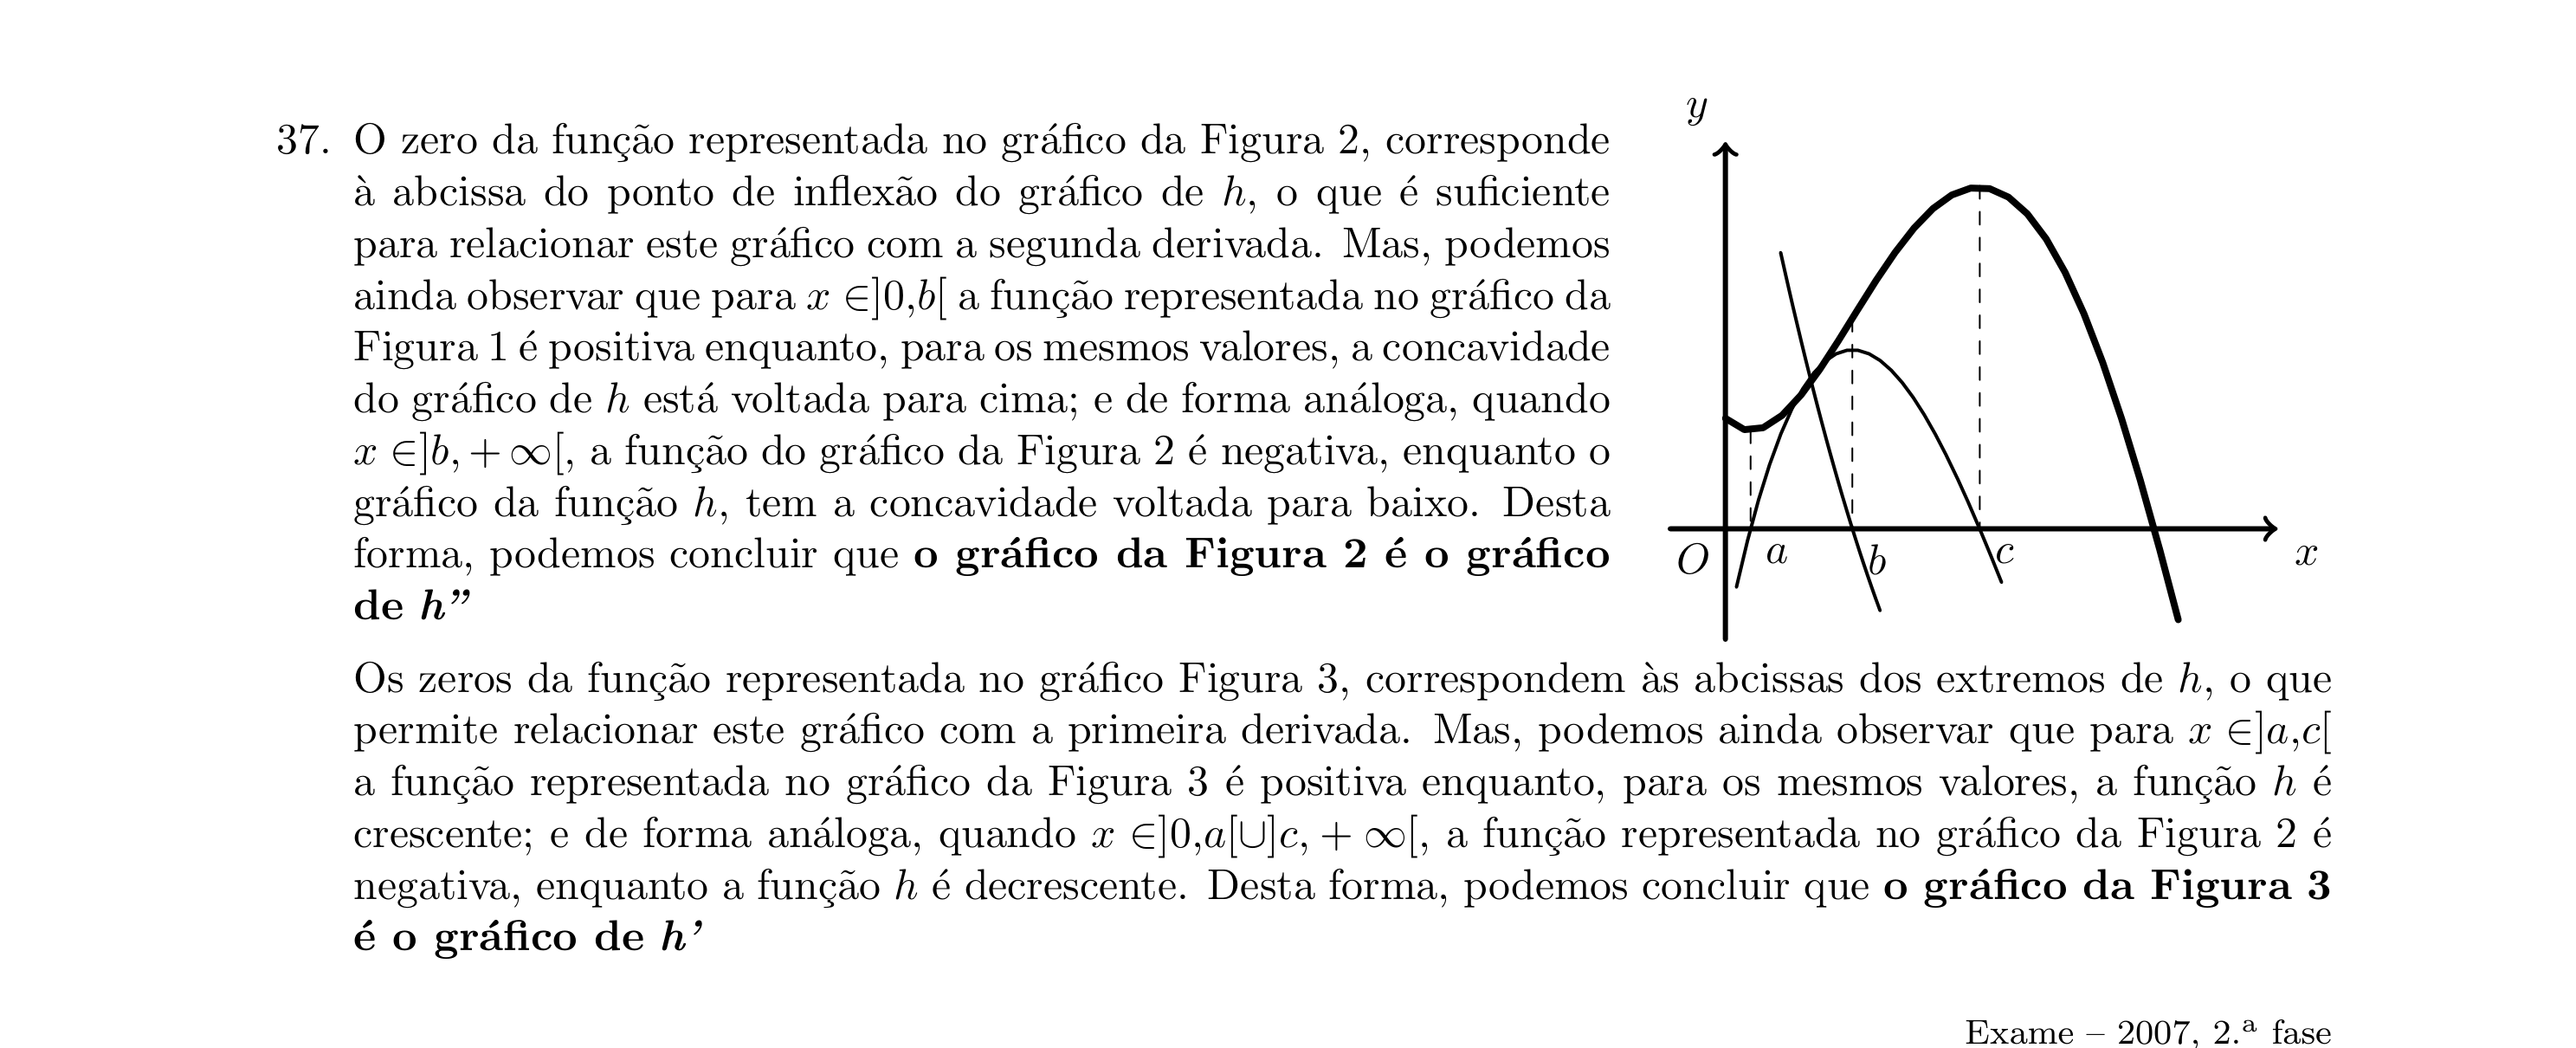 37. O zero da função representada no gráfico da Figura 2, corresponde
à abcissa do ponto de inflexão do gráfico de h, o que é suficiente
para relacionar este gráfico com a segunda derivada. Mas, podemos
ainda observar que para x ∈]0,b[ a função representada no gráfico da
Figura 1 é positiva enquanto, para os mesmos valores, a concavidade
do gráfico de h está voltada para cima; e de forma análoga, quando
x ∈]b, + ∞[, a função do gráfico da Figura 2 é negativa, enquanto o
gráfico da função h, tem a concavidade voltada para baixo. Desta
forma, podemos concluir que o gráfico da Figura 2 é o gráfico
de h”
y
O
a
b
c
x
Os zeros da função representada no gráfico Figura 3, correspondem às abcissas dos extremos de h, o que
permite relacionar este gráfico com a primeira derivada. Mas, podemos ainda observar que para x ∈]a,c[
a função representada no gráfico da Figura 3 é positiva enquanto, para os mesmos valores, a função h é
crescente; e de forma análoga, quando x ∈]0,a[∪]c, + ∞[, a função representada no gráfico da Figura 2 é
negativa, enquanto a função h é decrescente. Desta forma, podemos concluir que o gráfico da Figura 3
é o gráfico de h’
Exame – 2007, 2.ª fase